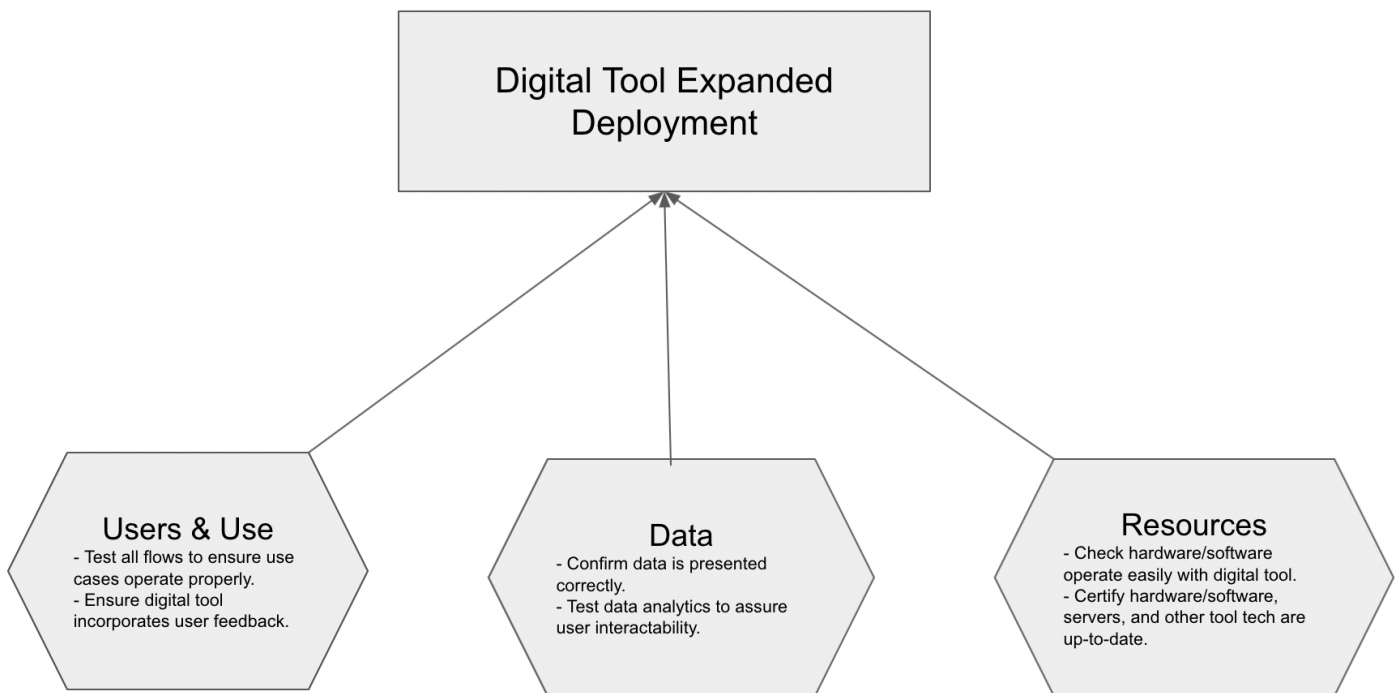 Digital Tool Expanded
Deployment
Users & Use
- Test all flows to ensure use
cases operate properly.
- Ensure digital tool
incorporates user feedback.
Data
- Confirm data is presented
correctly.
- Test data analytics to assure
user interactability.
Resources
- Check hardware/software
operate easily with digital tool.
- Certify hardware/software,
servers, and other tool tech are
up-to-date.